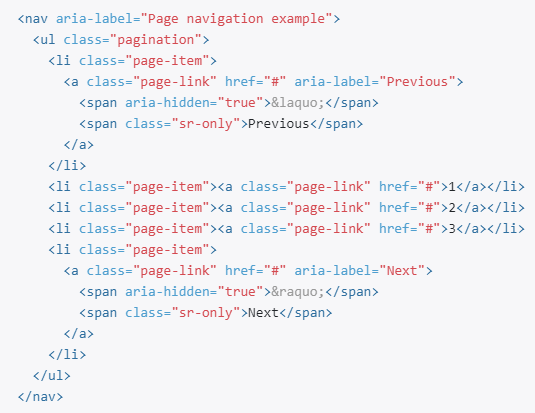 <nav aria-label="Page navigation example">
  <ul class="pagination">
    <li class="page-item">
      <a class="page-link" href="#" aria-label="Previous">
        <span aria-hidden="true">&laquo;</span>
        <span class="sr-only">Previous</span>
      </a>
    </li>
    <li class="page-item"><a class="page-link" href="#">1</a></li>
    <li class="page-item"><a class="page-link" href="#">2</a></li>
    <li class="page-item"><a class="page-link" href="#">3</a></li>
    <li class="page-item">
      <a class="page-link" href="#" aria-label="Next">
        <span aria-hidden="true">&raquo;</span>
        <span class="sr-only">Next</span>
      </a>
    </li>
  </ul>
</nav>